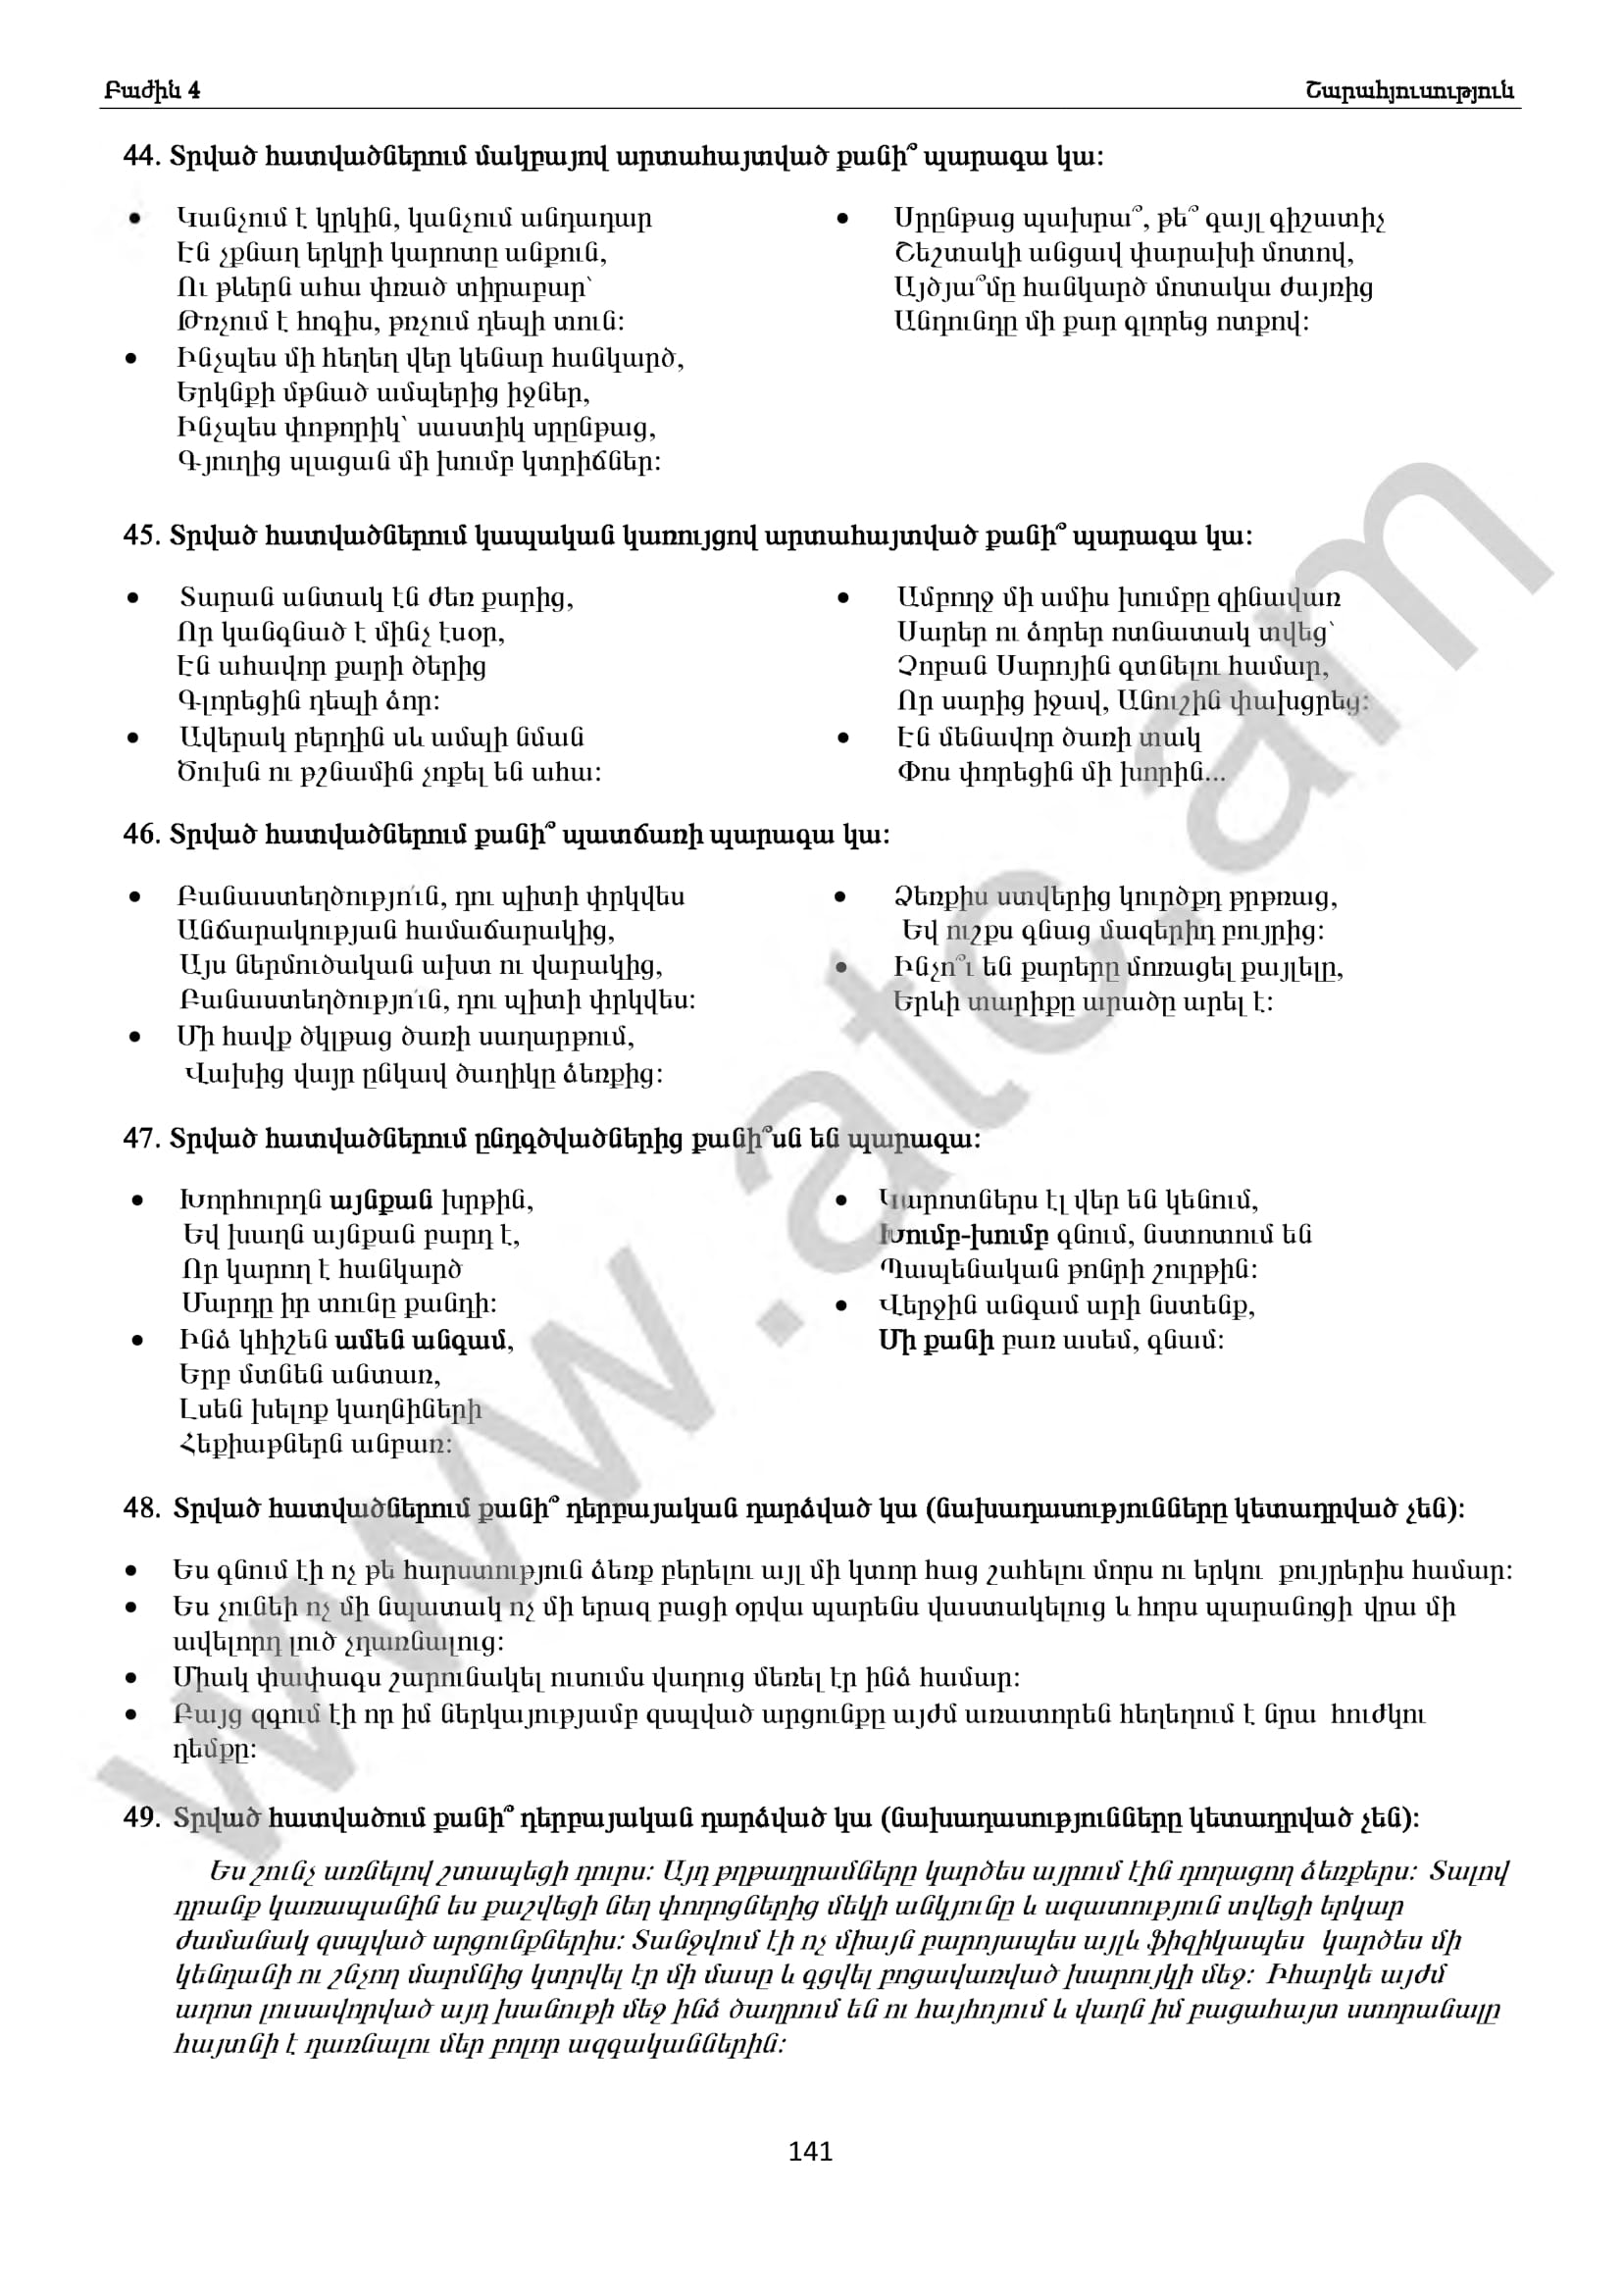 Բաժին 4
Շարահյուսություն
44. Տրված հատվածներում մակբայով արտահայտված քանի՞ պարագա կա:
• Կանչում է կրկին, կանչում անդադար
Էն չքնաղ երկրի կարոտը անքուն,
Ու թևերն ահա փռած տիրաբար՝
Թռչում է հոգիս, թռչում դեպի տուն:
• Ինչպես մի հեղեղ վեր կենար հանկարծ,
Երկնքի մթնած ամպերից իջներ,
Ինչպես փոթորիկ՝ սաստիկ սրընթաց,
Գյուղից սլացան մի խումբ կտրիճներ:
• Սրընթաց պախրա՞, թե՞ գայլ գիշատիչ
Շեշտակի անցավ փարախի մոտով,
Այծյա՞մը հանկարծ մոտակա ժայռից
Անդունդը մի քար գլորեց ոտքով:
45. Տրված հատվածներում կապական կառույցով արտահայտված քանի՞ պարագա կա:
• Տարան անտակ էն ժեռ քարից,
Որ կանգնած է մինչ էսօր,
Էն ահավոր քարի ծերից
Գլորեցին դեպի ձոր:
• Ավերակ բերդին սև ամպի նման
Ծուխն ու թշնամին չոքել են ահա:
• Ամբողջ մի ամիս խումբը զինավառ
Սարեր ու ձորեր ոտնատակ տվեց՝
Չոբան Սարոյին գտնելու համար,
Որ սարից իջավ, Անուշին փախցրեց:
• Էն մենավոր ծառի տակ
Փոս փորեցին մի խորին...
46. Տրված հատվածներում քանի՞ պատճառի պարագա կա:
• Բանաստեղծությո՛ւն, դու պիտի փրկվես
Անճարակության համաճարակից,
Այս ներմուծական ախտ ու վարակից,
Բանաստեղծությո՛ւն, դու պիտի փրկվես:
• Մի հավք ծկլթաց ծառի սաղարթում,
Վախից վայր ընկավ ծաղիկը ձեռքից:
• Ձեռքիս ստվերից կուրծքդ թրթռաց,
Եվ ուշքս գնաց մազերիդ բույրից:
• Ինչո՞ւ են քարերը մոռացել քայլելը,
Երևի տարիքը արածը արել է:
47. Տրված հատվածներում ընդգծվածներից քանի՞սն են պարագա:
• Խորհուրդն այնքան խրթին,
Եվ խաղն այնքան բարդ է,
Որ կարող է հանկարծ
Մարդը իր տունը քանդի:
• Ինձ կհիշեն ամեն անգամ,
Երբ մտնեն անտառ,
Լսեն խելոք կաղնիների
Հեքիաթներն անբառ:
• Կարոտներս էլ վեր են կենում,
Խումբ-խումբ գնում, նստոտում են
Պապենական թոնրի շուրթին:
• Վերջին անգամ արի նստենք,
Մի քանի բառ ասեմ, գնամ:
48. Տրված հատվածներում քանի՞ դերբայական դարձված կա (նախադասությունները կետադրված չեն):
• Ես գնում էի ոչ թե հարստություն ձեռք բերելու այլ մի կտոր հաց շահելու մորս ու երկու քույրերիս համար:
• Ես չունեի ոչ մի նպատակ ոչ մի երազ բացի օրվա պարենս վաստակելուց և հորս պարանոցի վրա մի
ավելորդ լուծ չդառնալուց:
• Միակ փափագս շարունակել ուսումս վաղուց մեռել էր ինձ համար:
• Բայց զգում էի որ իմ ներկայությամբ զսպված արցունքը այժմ առատորեն հեղեղում է նրա հուժկու
դեմքը:
49. Տրված հատվածում քանի՞ դերբայական դարձված կա (նախադասությունները կետադրված չեն):
Ես շունչ առնելով շտապեցի դուրս: Այդ թղթադրամները կարծես այրում էին դողացող ձեռքերս: Տալով
դրանք կառապանին ես քաշվեցի նեղ փողոցներից մեկի անկյունը և ազատություն տվեցի երկար
ժամանակ զսպված արցունքներիս: Տանջվում էի ոչ միայն բարոյապես այլև ֆիզիկապես կարծես մի
կենդանի ու շնչող մարմնից կտրվել էր մի մասը և գցվել բոցավառված խարույկի մեջ: Իհարկե այժմ
աղոտ լուսավորված այդ խանութի մեջ ինձ ծաղրում են ու հայհոյում և վաղն իմ բացահայտ ստորանալը
հայտնի է դառնալու մեր բոլոր ազգականներին:
141
www.atc.am